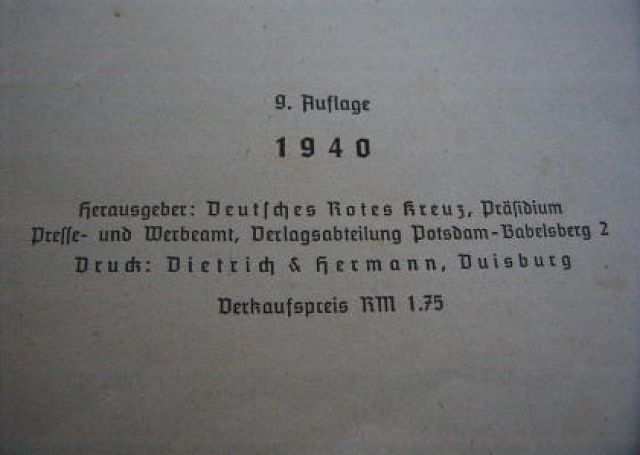 9. Auflage
1940
Herausgeber: Deutsches Rotes Kreuz, Präsidium
Presse- und Werbeamt, Verlagsabteilung Potsdam-Babelsberg 2
Druck: Dietrich & Hermann, Duisburg
Verkaufspreis RM 1.75